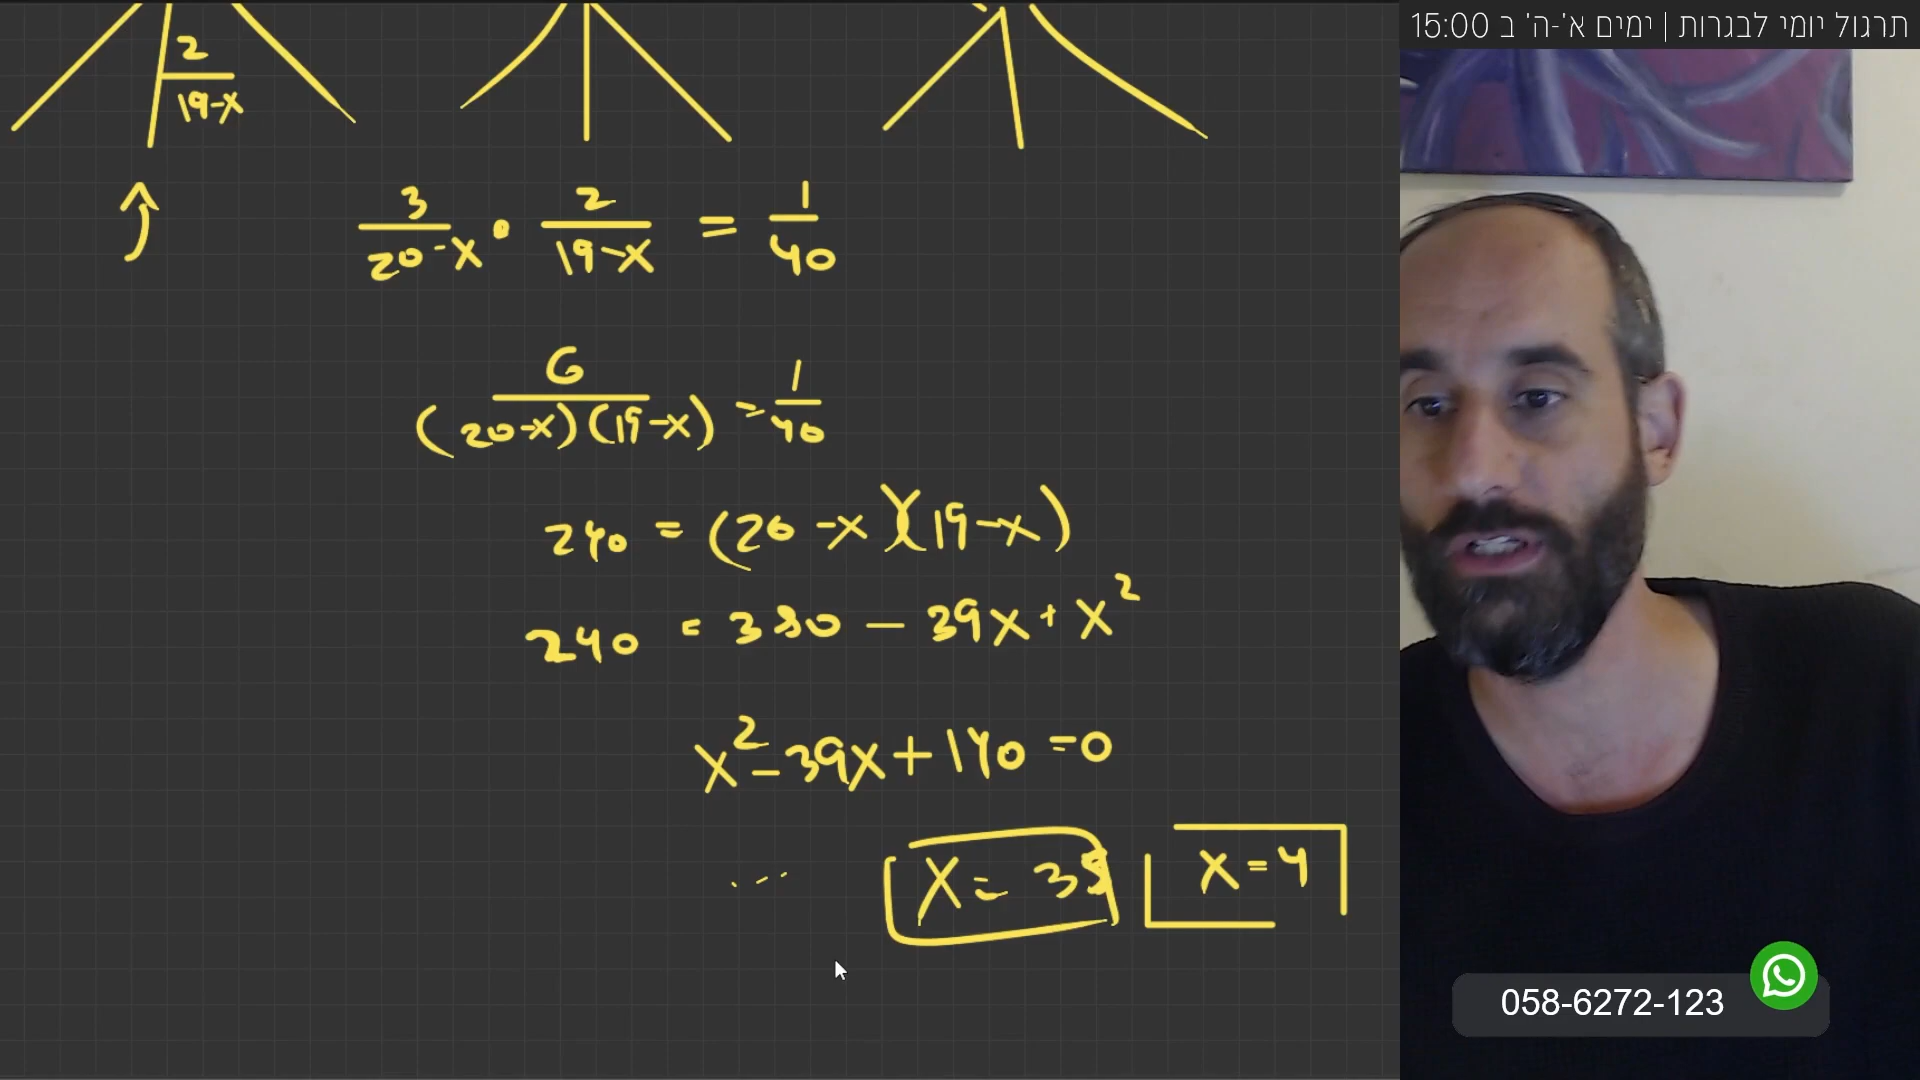 תרגול יומי לבגרות | ימים א'-ה' ב 15:00
2/(19-x)
3/(20-x) • 2/(19-x) = 1/40
6/((20-x)(19-x)) = 1/40
240 = (20-x)(19-x)
240 = 380 - 39x + x²
x² - 39x + 140 = 0
... x = 35 x = 4
058-6272-123